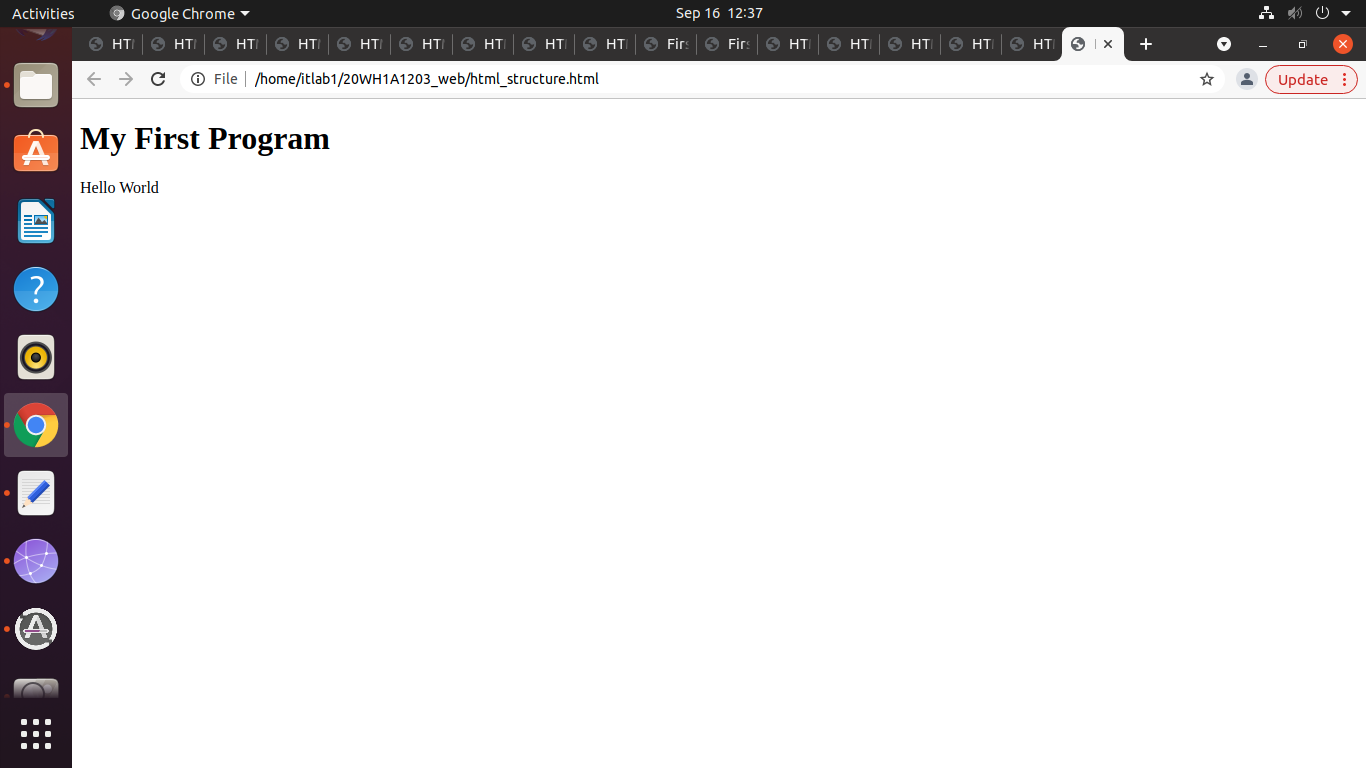 Activities
Google Chrome
Sep 16 12:37
HT
HT
HT
HT
HT
HT
HT
HT
HT
Firs
Firs
HT
HT
HT
HT
HT
File
/home/itlab1/20WH1A1203_web/html_structure.html
Update
My First Program
Hello World